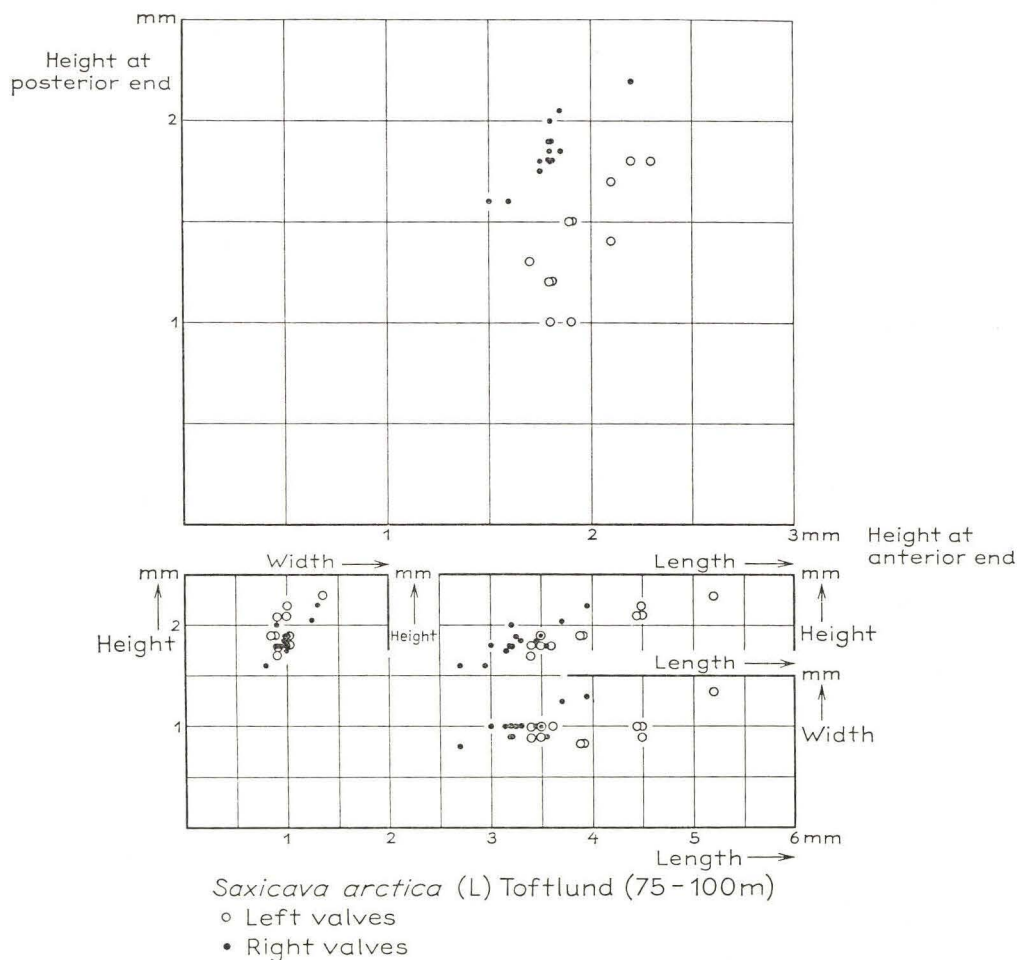 mm
Height at
posterior end
2
1
1
2
3mm
Height at
anterior end
Width
Length
mm
mm
mm
Height
2
Height
Height
Length
mm
1
Width
1
2
3
4
5
6mm
Length
Saxicava arctica (L) Toftlund (75-100m)
Left valves
Right valves